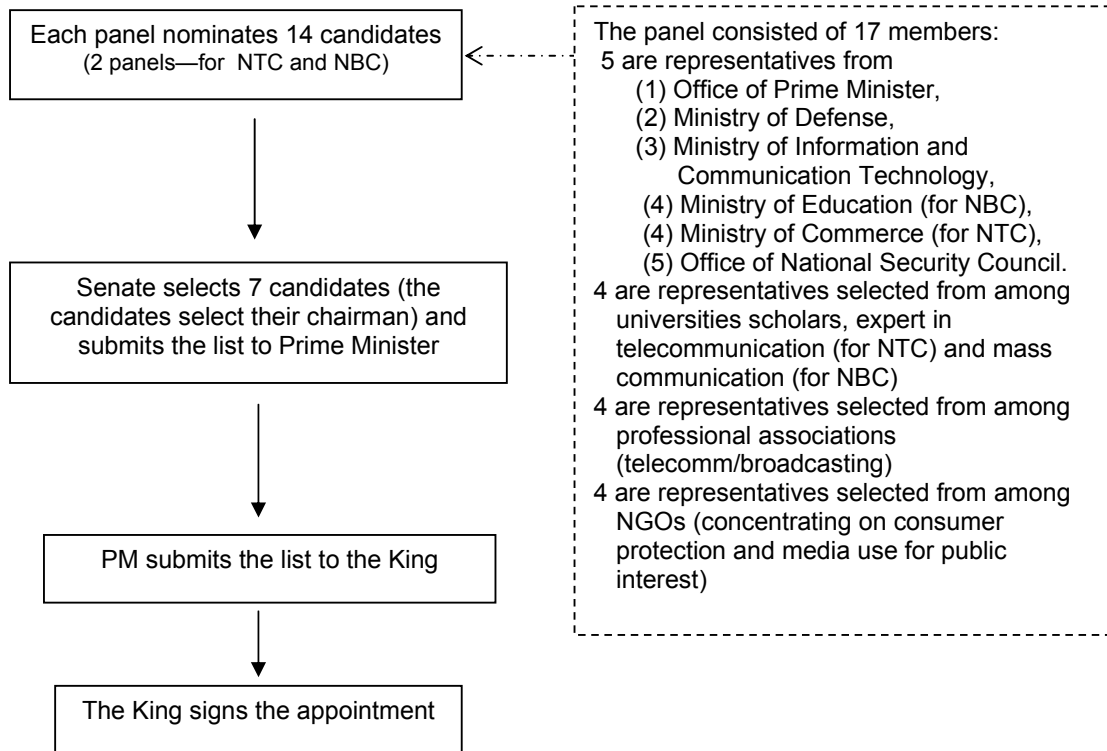 Each panel nominates 14 candidates
(2 panels—for NTC and NBC)
Senate selects 7 candidates (the
candidates select their chairman) and
submits the list to Prime Minister
PM submits the list to the King
The King signs the appointment
The panel consisted of 17 members:
5 are representatives from
(1) Office of Prime Minister,
(2) Ministry of Defense,
(3) Ministry of Information and
Communication Technology,
(4) Ministry of Education (for NBC),
(4) Ministry of Commerce (for NTC),
(5) Office of National Security Council.
4 are representatives selected from among
universities scholars, expert in
telecommunication (for NTC) and mass
communication (for NBC)
4 are representatives selected from among
professional associations
(telecomm/broadcasting)
4 are representatives selected from among
NGOs (concentrating on consumer
protection and media use for public
interest)